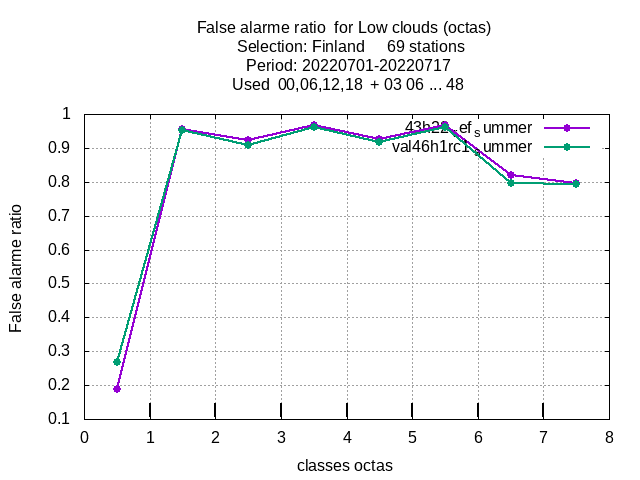 False alarme ratio for Low clouds (octas)
Selection: Finland 69 stations
Period: 20220701-20220717
Used 00,06,12,18 + 03 06 ... 48
1
0.9
0.8
0.7
0.6
0.5
0.4
0.3
0.2
0.1
0 1 2 3 4 5 6 7 8
False alarme ratio
classes octas
summer
summer